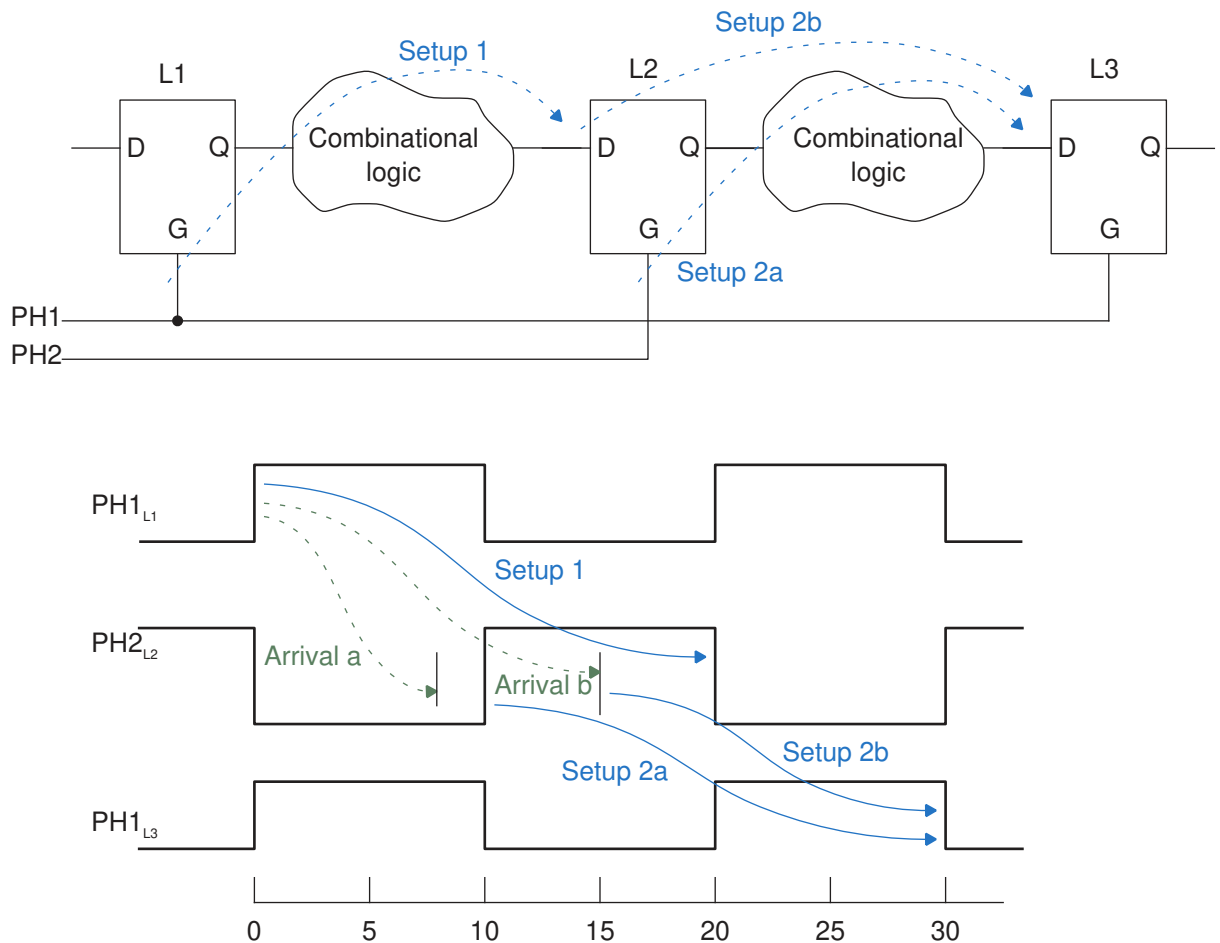 Setup 2b
Setup 1
L1
L2
L3
D Q
Combinational
logic
D Q
Combinational
logic
D Q
G
G
G
Setup 2a
PH1
PH2
PH1L1
Setup 1
PH2L2
Arrival a
Arrival b
Setup 2b
Setup 2a
PH1L3
0 5 10 15 20 25 30